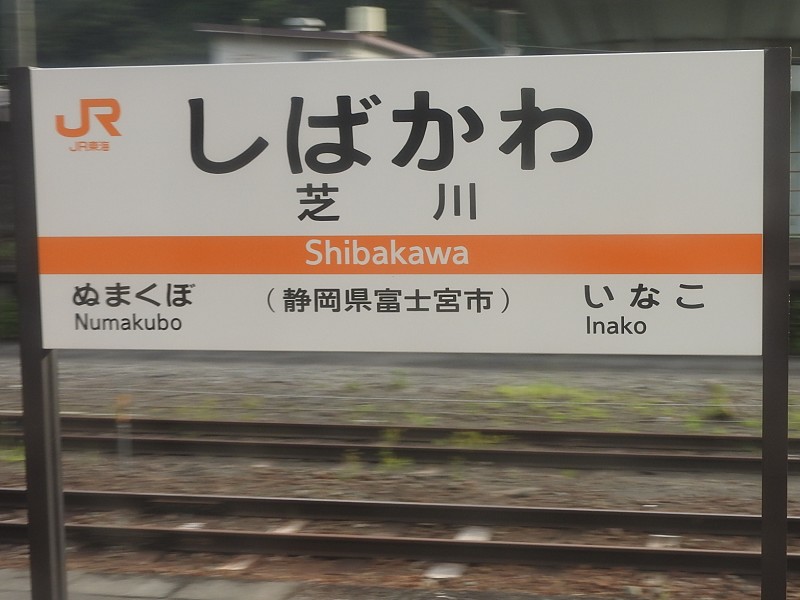 JR
JR東海
しばかわ
芝川
Shibakawa
ぬまくぼ
Numakubo
（静岡県富士宮市）
いなこ
Inako